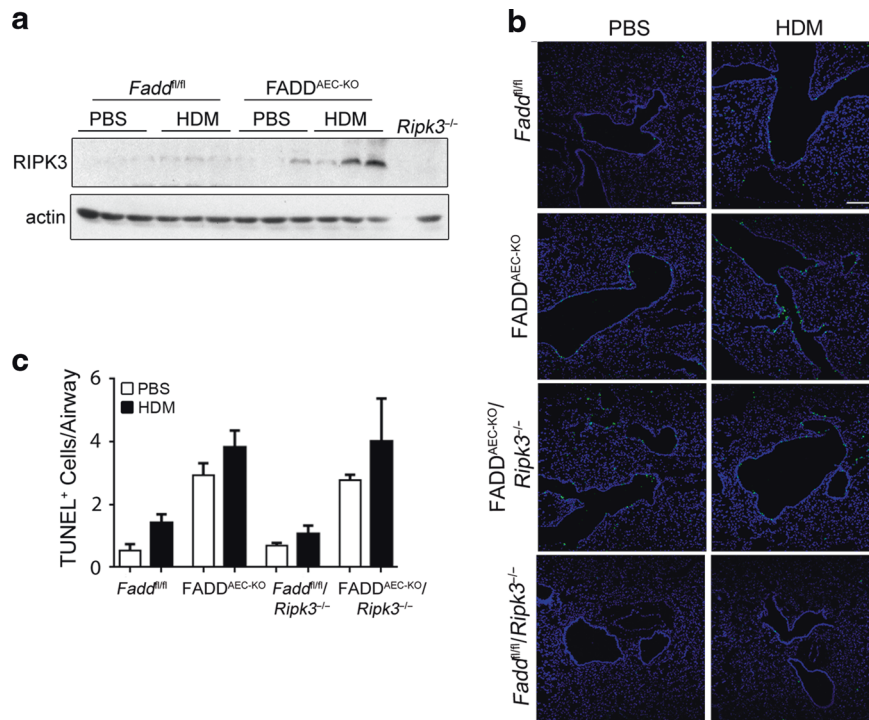 a
Fadd^fl/fl FADD^AEC-KO
PBS HDM PBS HDM Ripk3^–/–
RIPK3
actin
b
PBS HDM
Fadd^fl/fl
FADD^AEC-KO
FADD^AEC-KO/
Ripk3^–/–
Fadd^fl/fl/Ripk3^–/–
c
TUNEL^+ Cells/Airway
6
4
2
0
PBS
HDM
Fadd^fl/fl FADD^AEC-KO Fadd^fl/fl/ FADD^AEC-KO/
Ripk3^–/– Ripk3^–/–